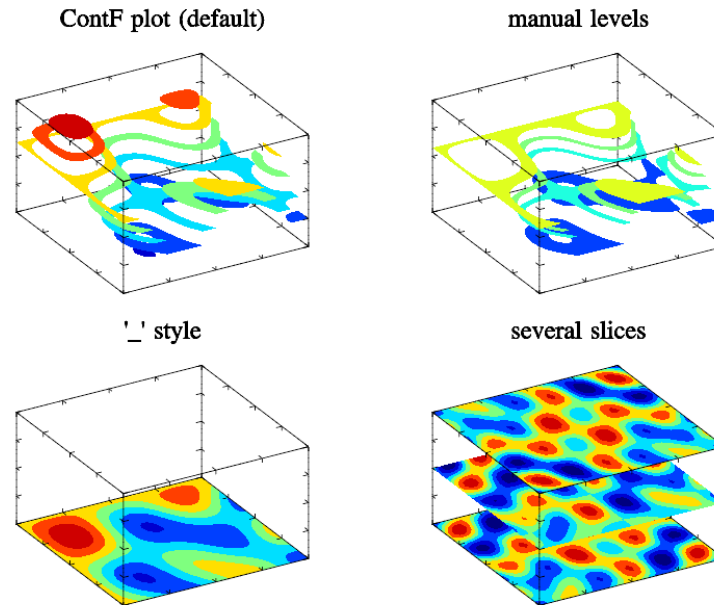 ContF plot (default)
manual levels
'_' style
several slices